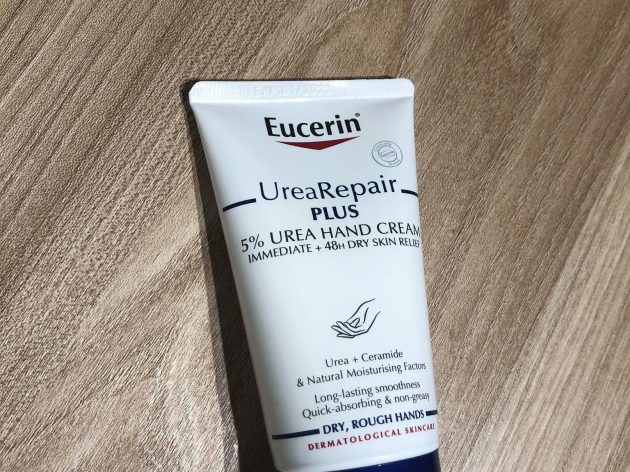 Eucerin®
UreaRepair
PLUS
5% UREA HAND CREAM
IMMEDIATE + 48H DRY SKIN RELIEF
Urea + Ceramide
& Natural Moisturising Factors
Long-lasting smoothness
Quick-absorbing & non-greasy
DRY, ROUGH HANDS
DERMATOLOGICAL SKINCARE